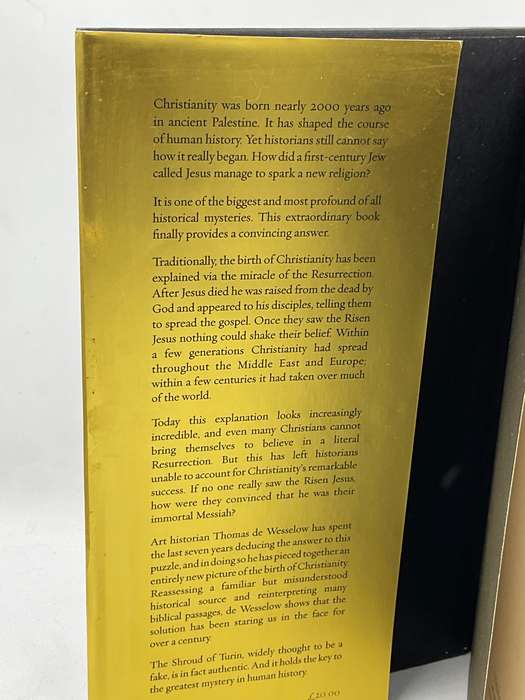 Christianity was born nearly 2000 years ago
in ancient Palestine. It has shaped the course
of human history. Yet historians still cannot say
how it really began. How did a first-century Jew
called Jesus manage to spark a new religion?
It is one of the biggest and most profound of all
historical mysteries. This extraordinary book
finally provides a convincing answer.
Traditionally, the birth of Christianity has been
explained via the miracle of the Resurrection.
After Jesus died he was raised from the dead by
God and appeared to his disciples, telling them
to spread the gospel. Once they saw the Risen
Jesus nothing could shake their belief. Within
a few generations Christianity had spread
throughout the Middle East and Europe;
within a few centuries it had taken over much
of the world.
Today this explanation looks increasingly
incredible, and even many Christians cannot
bring themselves to believe in a literal
Resurrection. But this has left historians
unable to account for Christianity's remarkable
success. If no one really saw the Risen Jesus,
how were they convinced that he was their
immortal Messiah?
Art historian Thomas de Wesselow has spent
the last seven years deducing the answer to this
puzzle, and in doing so he has pieced together an
entirely new picture of the birth of Christianity.
Reassessing a familiar but misunderstood
historical source and reinterpreting many
biblical passages, de Wesselow shows that the
solution has been staring us in the face for
over a century.
The Shroud of Turin, widely thought to be a
fake, is in fact authentic. And it holds the key to
the greatest mystery in human history.
£20.00